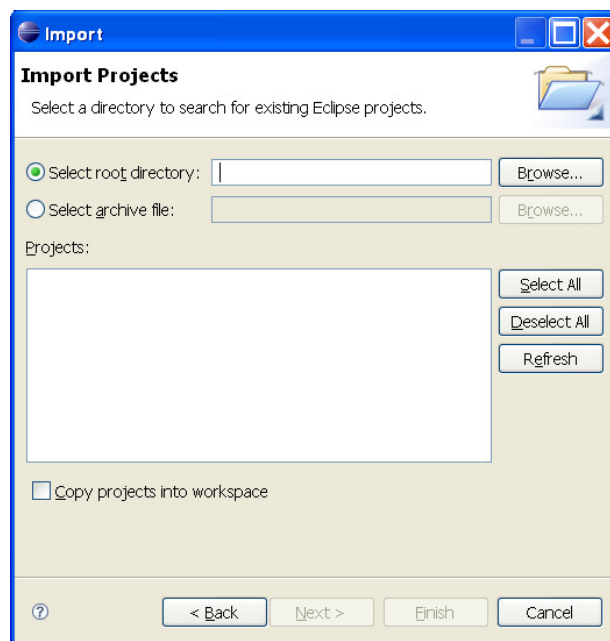 Import
Import Projects
Select a directory to search for existing Eclipse projects.
Select root directory: Browse...
Select archive file: Browse...
Projects:
Select All
Deselect All
Refresh
Copy projects into workspace
? < Back Next > Finish Cancel